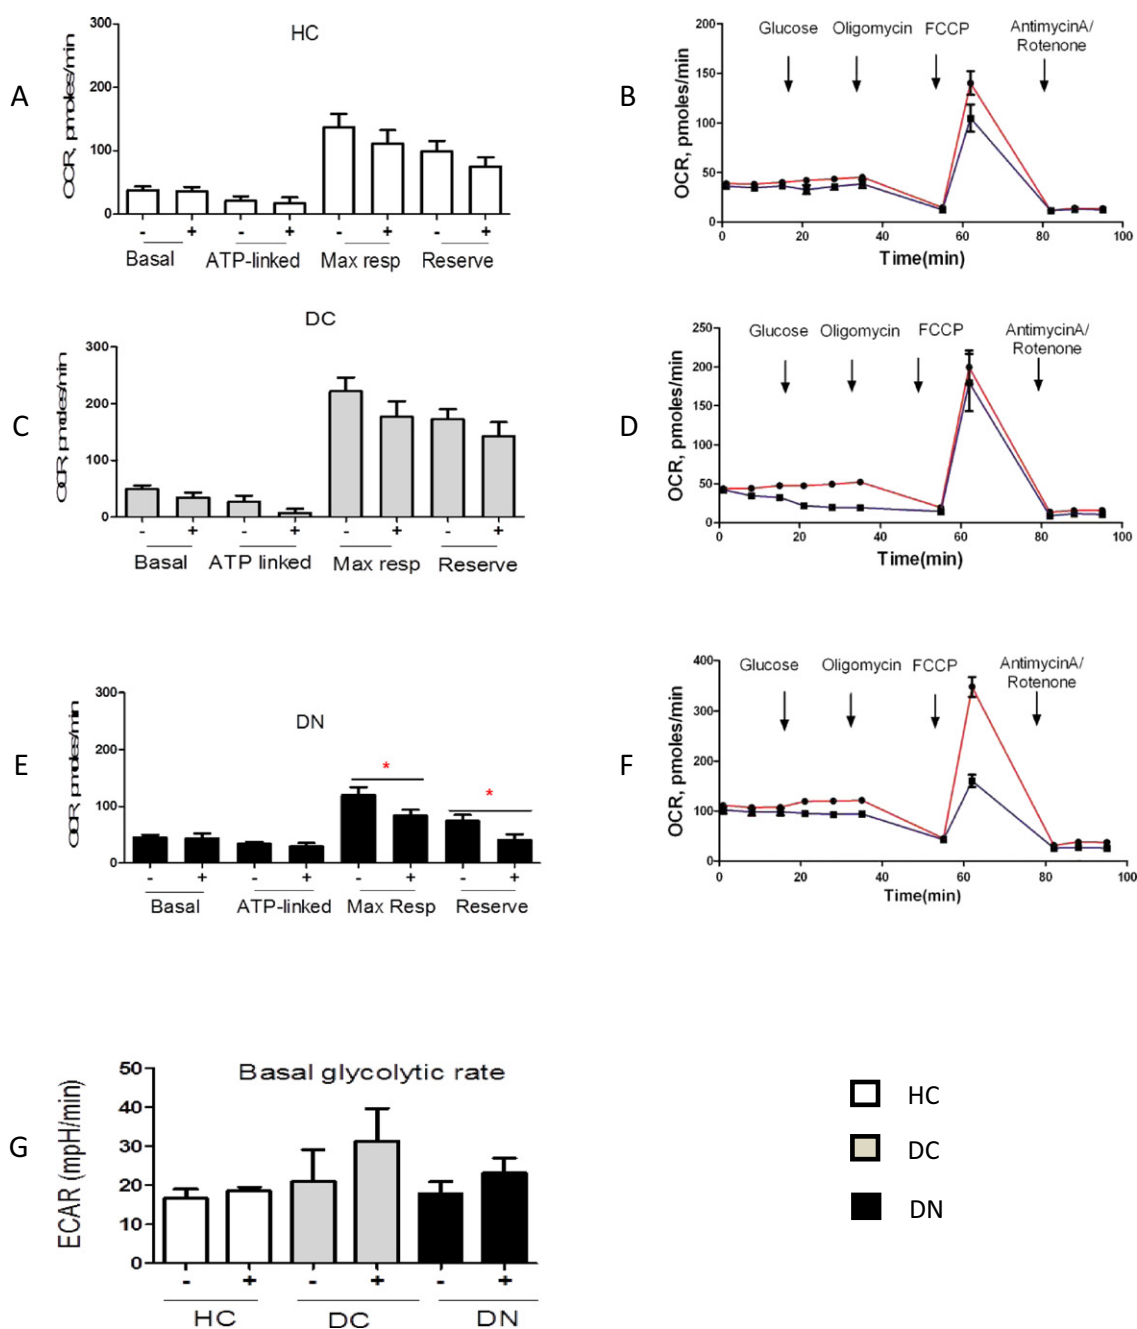 A
HC
OCR, pmoles/min
300
200
100
0
- + - + - + - +
Basal ATP-linked Max resp Reserve
B
Glucose Oligomycin FCCP AntimycinA/
Rotenone
OCR, pmoles/min
200
150
100
50
0
0 20 40 60 80 100
Time(min)
C
DC
OCR pmoles/min
300
200
100
0
- + - + - + - +
Basal ATP linked Max resp Reserve
D
Glucose Oligomycin FCCP AntimycinA/
Rotenone
OCR, pmoles/min
250
200
150
100
50
0
0 20 40 60 80 100
Time(min)
E
DN
OCR pmoles/min
300
200
100
0
* *
- + - + - + - +
Basal ATP-linked Max Resp Reserve
F
Glucose Oligomycin FCCP AntimycinA/
Rotenone
OCR, pmoles/min
400
300
200
100
0
0 20 40 60 80 100
Time(min)
G
Basal glycolytic rate
ECAR (mpH/min)
50
40
30
20
10
0
- + - + - +
HC DC DN
HC
DC
DN